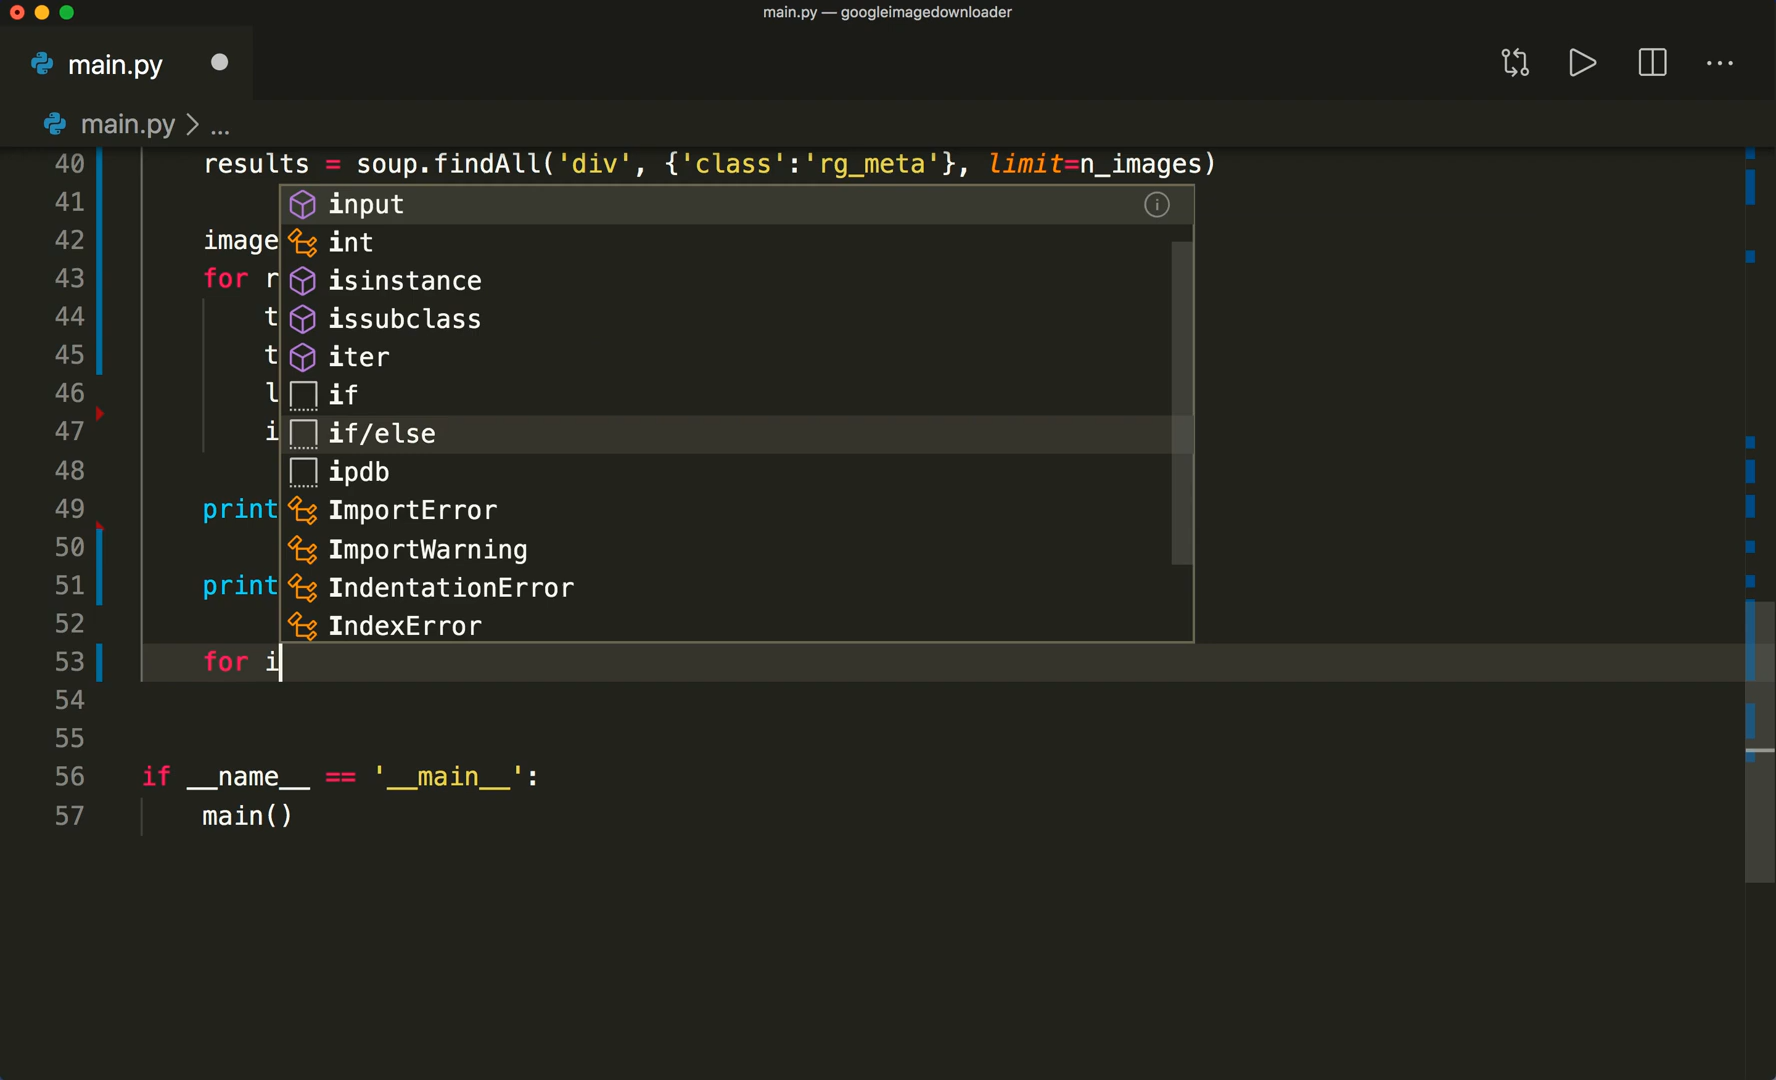 main.py — googleimagedownloader
main.py
main.py > ...
40 results = soup.findAll('div', {'class':'rg_meta'}, limit=n_images)
41 input
42 image int
43 for r isinstance
44 t issubclass
45 t iter
46 l if
47 i if/else
48 ipdb
49 print ImportError
50 ImportWarning
51 print IndentationError
52 IndexError
53 for i
54
55
56 if __name__ == '__main__':
57 main()